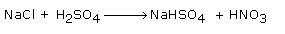 NaCl + H₂SO₄ ⟶ NaHSO₄ + HNO₃